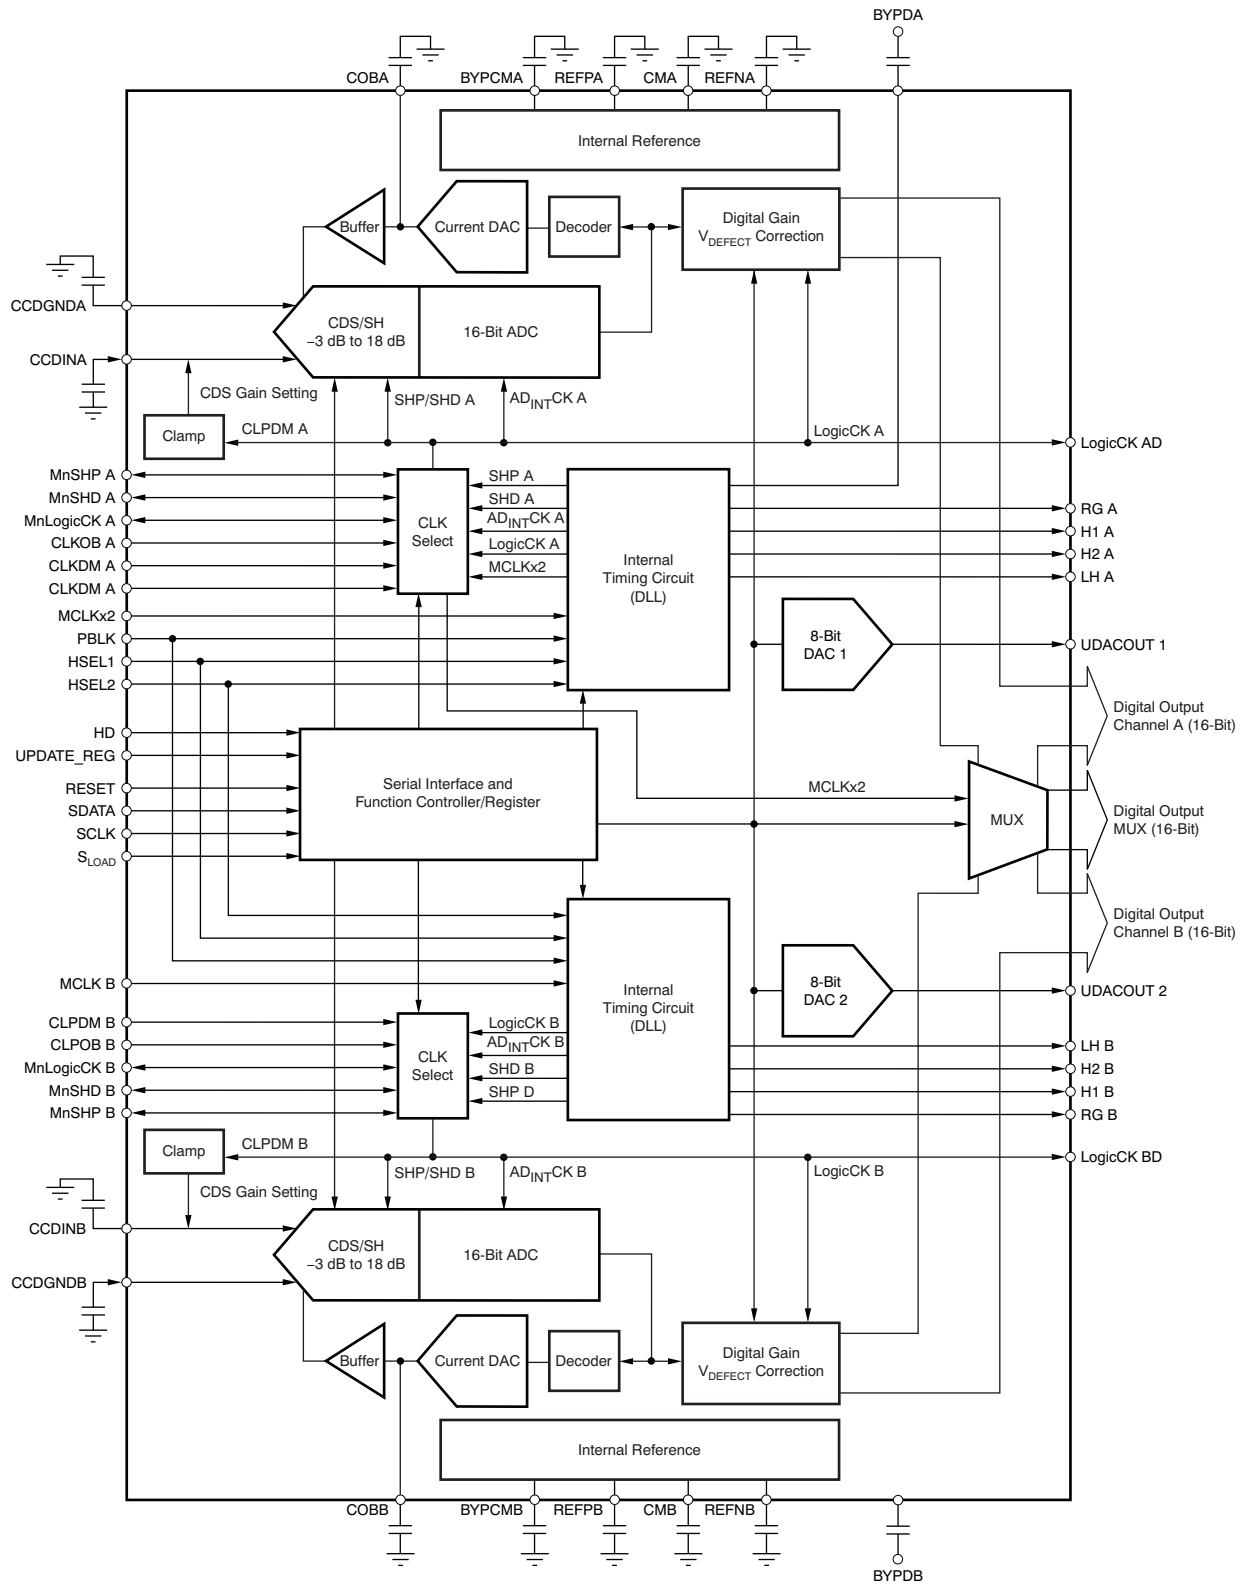 BYPDA
COBA
BYPCMA
REFPA
CMA
REFNA
Internal Reference
Buffer
Current DAC
Decoder
Digital Gain
VDEFECT Correction
CCDGNDA
CDS/SH
–3 dB to 18 dB
16-Bit ADC
CCDINA
CDS Gain Setting
SHP/SHD A
ADINTCK A
Clamp
CLPDM A
LogicCK A
LogicCK AD
MnSHP A
MnSHD A
MnLogicCK A
CLKOB A
CLKDM A
CLKDM A
CLK
Select
SHP A
SHD A
ADINTCK A
LogicCK A
MCLKx2
Internal
Timing Circuit
(DLL)
RG A
H1 A
H2 A
LH A
MCLKx2
PBLK
HSEL1
HSEL2
8-Bit
DAC 1
UDACOUT 1
Digital Output
Channel A (16-Bit)
HD
UPDATE_REG
RESET
SDATA
SCLK
SLOAD
Serial Interface and
Function Controller/Register
MCLKx2
MUX
Digital Output
MUX (16-Bit)
Digital Output
Channel B (16-Bit)
MCLK B
Internal
Timing Circuit
(DLL)
8-Bit
DAC 2
UDACOUT 2
CLPDM B
CLPOB B
MnLogicCK B
MnSHD B
MnSHP B
CLK
Select
LogicCK B
ADINTCK B
SHD B
SHP D
LH B
H2 B
H1 B
RG B
Clamp
CLPDM B
SHP/SHD B
ADINTCK B
LogicCK B
LogicCK BD
CDS Gain Setting
CCDINB
CDS/SH
–3 dB to 18 dB
16-Bit ADC
CCDGNDB
Buffer
Current DAC
Decoder
Digital Gain
VDEFECT Correction
Internal Reference
COBB
BYPCMB
REFPB
CMB
REFNB
BYPDB